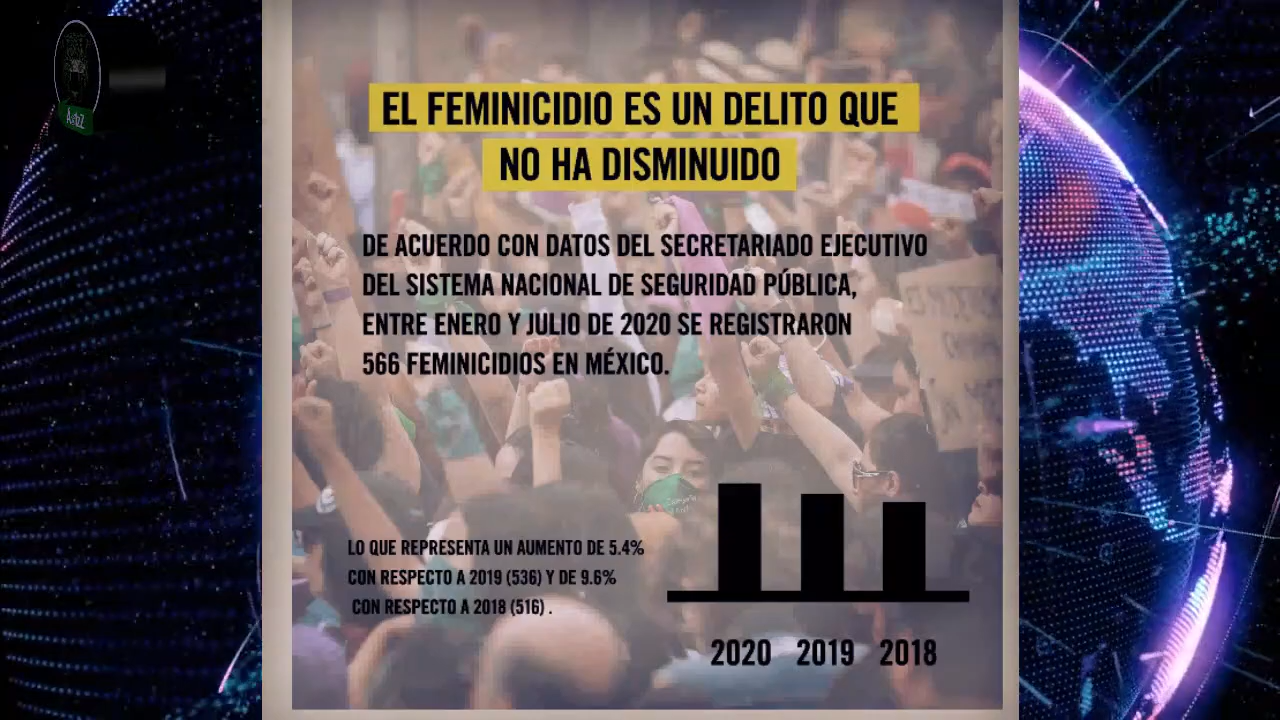 EL FEMINICIDIO ES UN DELITO QUE
NO HA DISMINUIDO
DE ACUERDO CON DATOS DEL SECRETARIADO EJECUTIVO
DEL SISTEMA NACIONAL DE SEGURIDAD PÚBLICA,
ENTRE ENERO Y JULIO DE 2020 SE REGISTRARON
566 FEMINICIDIOS EN MÉXICO.
LO QUE REPRESENTA UN AUMENTO DE 5.4%
CON RESPECTO A 2019 (536) Y DE 9.6%
CON RESPECTO A 2018 (516) .
2020 2019 2018